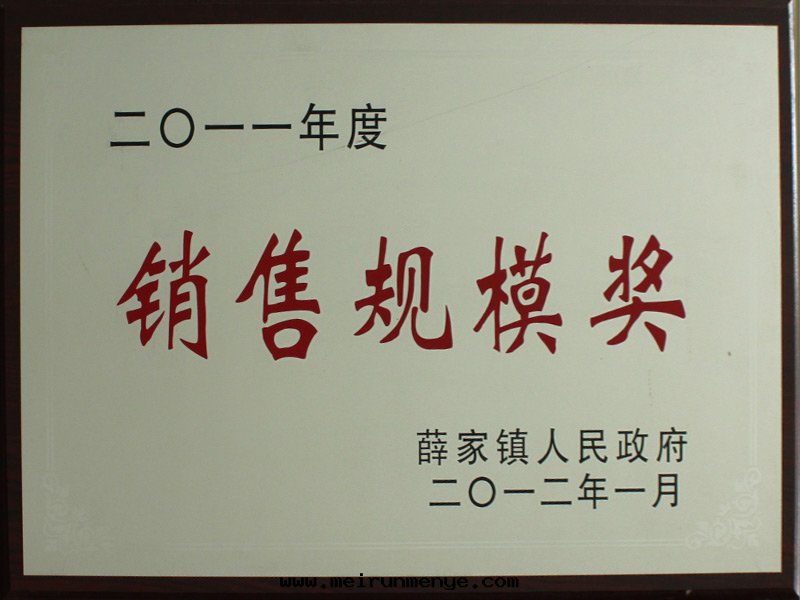 二〇一一年度
销售规模奖
薛家镇人民政府
二〇一二年一月
www.meirunmenye.com